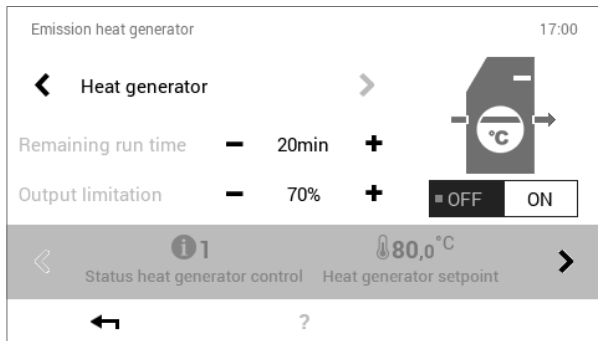 Emission heat generator 17:00
Heat generator
°C
Remaining run time 20min
Output limitation 70%
OFF ON
1 80,0°C
Status heat generator control Heat generator setpoint
?